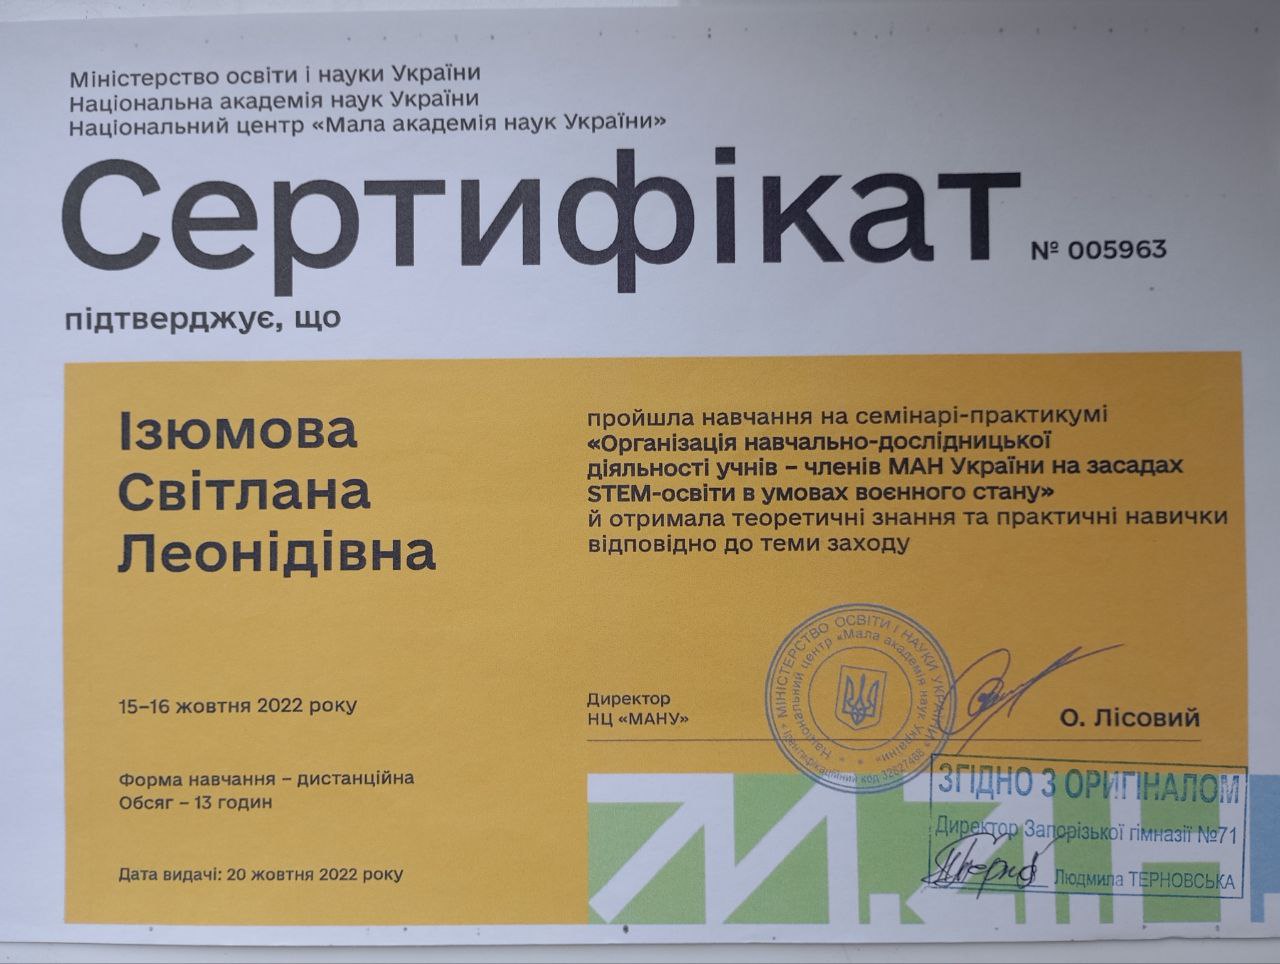 Міністерство освіти і науки України
Національна академія наук України
Національний центр «Мала академія наук України»
Сертифікат № 005963
підтверджує, що
Ізюмова
Світлана
Леонідівна
пройшла навчання на семінарі-практикумі
«Організація навчально-дослідницької
діяльності учнів – членів МАН України на засадах
STEM-освіти в умовах воєнного стану»
й отримала теоретичні знання та практичні навички
відповідно до теми заходу
15–16 жовтня 2022 року
Форма навчання – дистанційна
Обсяг – 13 годин
Дата видачі: 20 жовтня 2022 року
Директор
НЦ «МАНУ»
О. Лісовий
МІНІСТЕРСТВО ОСВІТИ І НАУКИ УКРАЇНИ
Національний центр «Мала академія наук України»
Ідентифікаційний код 32827468
ЗГІДНО З ОРИГІНАЛОМ
Директор Запорізької гімназії №71
Людмила ТЕРНОВСЬКА